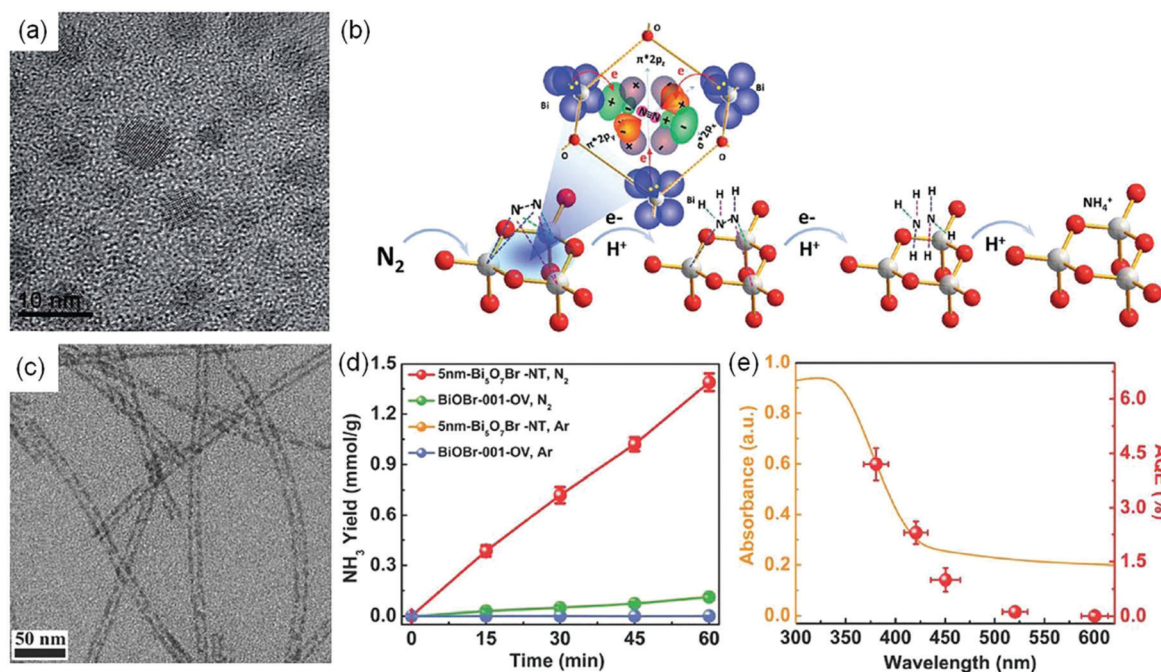 (a)
10 nm
(b)
O
π*2p_z
e
e
Bi
Bi
+
+
-
-
N≡N
+
-
-
+
-
π*2p_y
σ*2p_x
O
e
O
Bi
N
N
H
H
H
N
N
H
H
N
N
H
H
H
NH₄⁺
N₂
e-
H⁺
e-
H⁺
H⁺
(c)
50 nm
(d)
NH₃ Yield (mmol/g)
1.5
1.2
0.9
0.6
0.3
0.0
5nm-Bi₅O₇Br -NT, N₂
BiOBr-001-OV, N₂
5nm-Bi₅O₇Br -NT, Ar
BiOBr-001-OV, Ar
0 15 30 45 60
Time (min)
(e)
Absorbance (a.u.)
1.0
0.8
0.6
0.4
0.2
0.0
6.0
4.5
3.0
1.5
0.0
AQE (%)
300 350 400 450 500 550 600
Wavelength (nm)